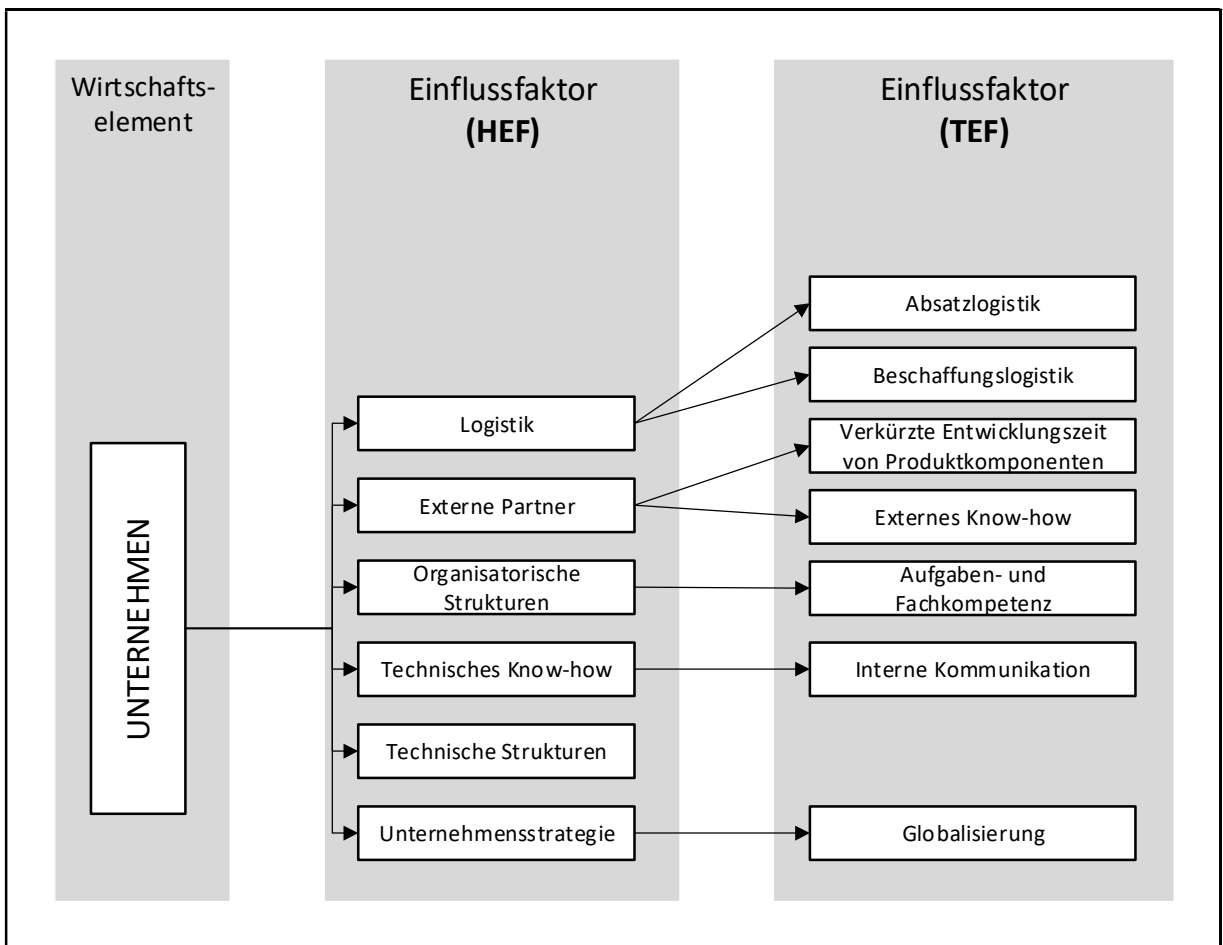 Wirtschafts-
element
Einflussfaktor
(HEF)
Einflussfaktor
(TEF)
UNTERNEHMEN
Logistik
Externe Partner
Organisatorische
Strukturen
Technisches Know-how
Technische Strukturen
Unternehmensstrategie
Absatzlogistik
Beschaffungslogistik
Verkürzte Entwicklungszeit
von Produktkomponenten
Externes Know-how
Aufgaben- und
Fachkompetenz
Interne Kommunikation
Globalisierung